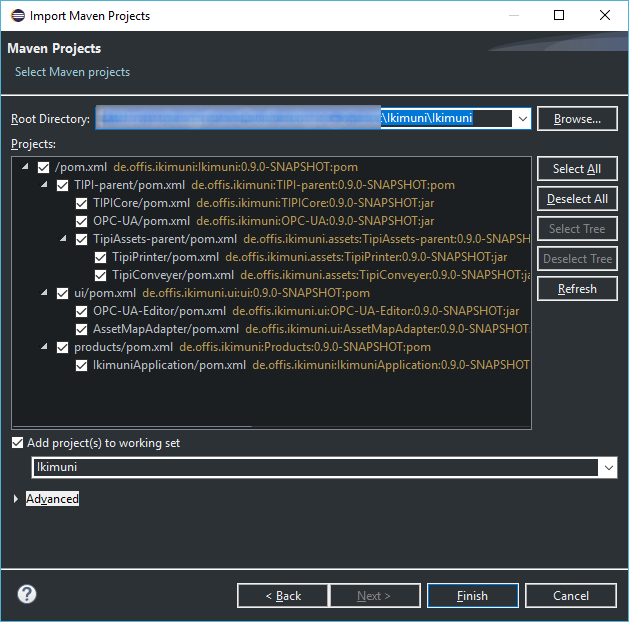 Import Maven Projects
Maven Projects
Select Maven projects
Root Directory: \Ikimuni\Ikimuni Browse...
Projects:
/pom.xml de.offis.ikimuni:Ikimuni:0.9.0-SNAPSHOT:pom
TIPI-parent/pom.xml de.offis.ikimuni:TIPI-parent:0.9.0-SNAPSHOT:pom
TIPICore/pom.xml de.offis.ikimuni:TIPICore:0.9.0-SNAPSHOT:jar
OPC-UA/pom.xml de.offis.ikimuni:OPC-UA:0.9.0-SNAPSHOT:jar
TipiAssets-parent/pom.xml de.offis.ikimuni.assets:TipiAssets-parent:0.9.0-SNAPSH
TipiPrinter/pom.xml de.offis.ikimuni.assets:TipiPrinter:0.9.0-SNAPSHOT:jar
TipiConveyer/pom.xml de.offis.ikimuni.assets:TipiConveyer:0.9.0-SNAPSHOT:ja
ui/pom.xml de.offis.ikimuni.ui:ui:0.9.0-SNAPSHOT:pom
OPC-UA-Editor/pom.xml de.offis.ikimuni.ui:OPC-UA-Editor:0.9.0-SNAPSHOT:jar
AssetMapAdapter/pom.xml de.offis.ikimuni.ui:AssetMapAdapter:0.9.0-SNAPSHOT
products/pom.xml de.offis.ikimuni:Products:0.9.0-SNAPSHOT:pom
IkimuniApplication/pom.xml de.offis.ikimuni:IkimuniApplication:0.9.0-SNAPSHOT
Select All
Deselect All
Select Tree
Deselect Tree
Refresh
Add project(s) to working set
Ikimuni
Advanced
?
< Back Next > Finish Cancel